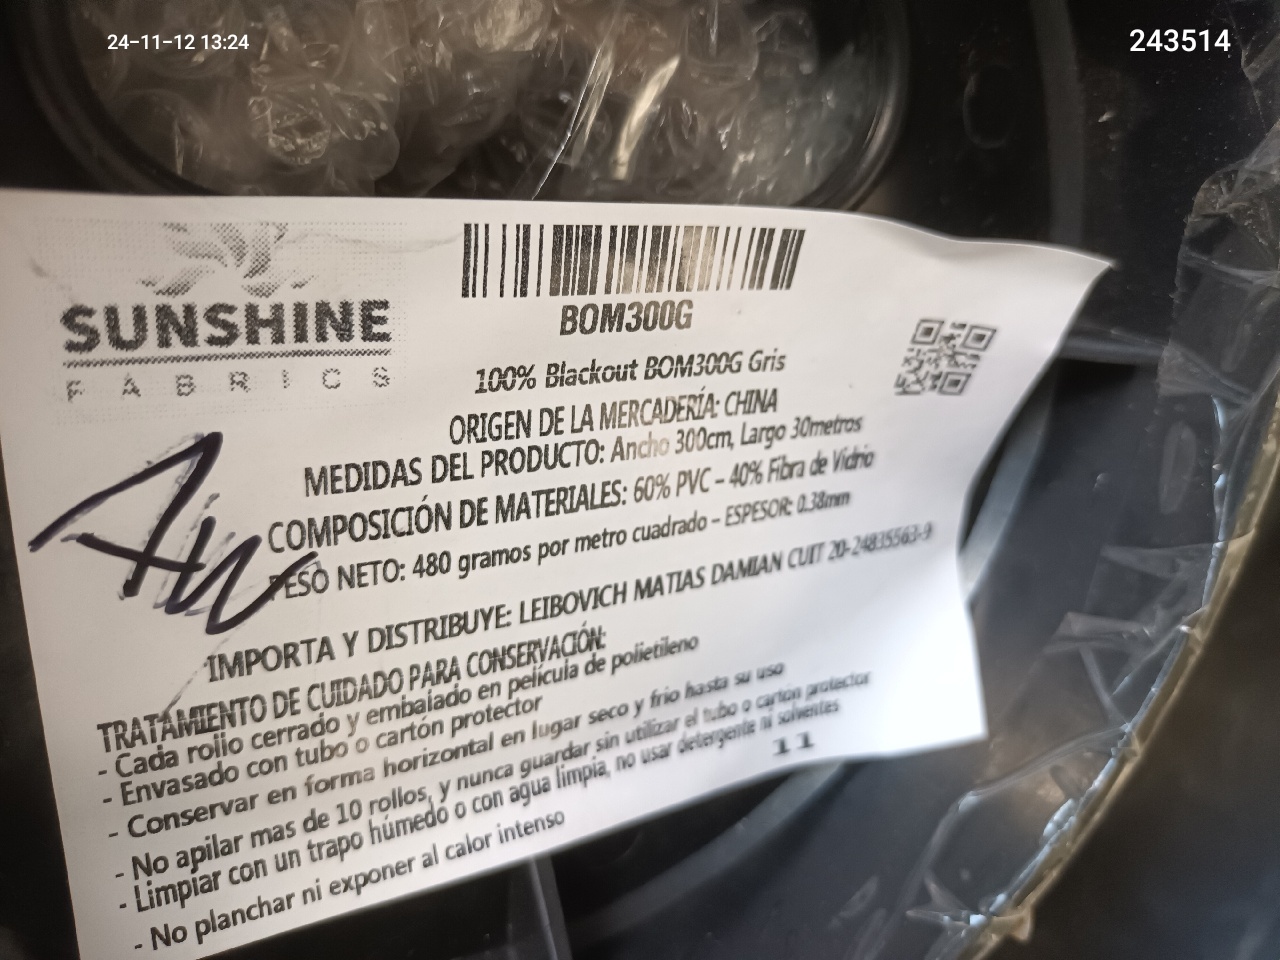 24-11-12 13:24
243514
SUNSHINE
FABRICS
BOM300G
100% Blackout BOM300G Gris
ORIGEN DE LA MERCADERÍA: CHINA
MEDIDAS DEL PRODUCTO: Ancho 300cm, Largo 30metros
COMPOSICIÓN DE MATERIALES: 60% PVC - 40% Fibra de Vidrio
PESO NETO: 480 gramos por metro cuadrado - ESPESOR: 0.38mm
IMPORTA Y DISTRIBUYE: LEIBOVICH MATIAS DAMIAN CUIT 20-24835563-9
TRATAMIENTO DE CUIDADO PARA CONSERVACIÓN:
- Cada rollo cerrado y embalado en película de polietileno
- Envasado con tubo o cartón protector
- Conservar en forma horizontal en lugar seco y frio hasta su uso
- No apilar mas de 10 rollos, y nunca guardar sin utilizar el tubo o cartón protector
- Limpiar con un trapo húmedo o con agua limpia, no usar detergente ni solventes
- No planchar ni exponer al calor intenso
11